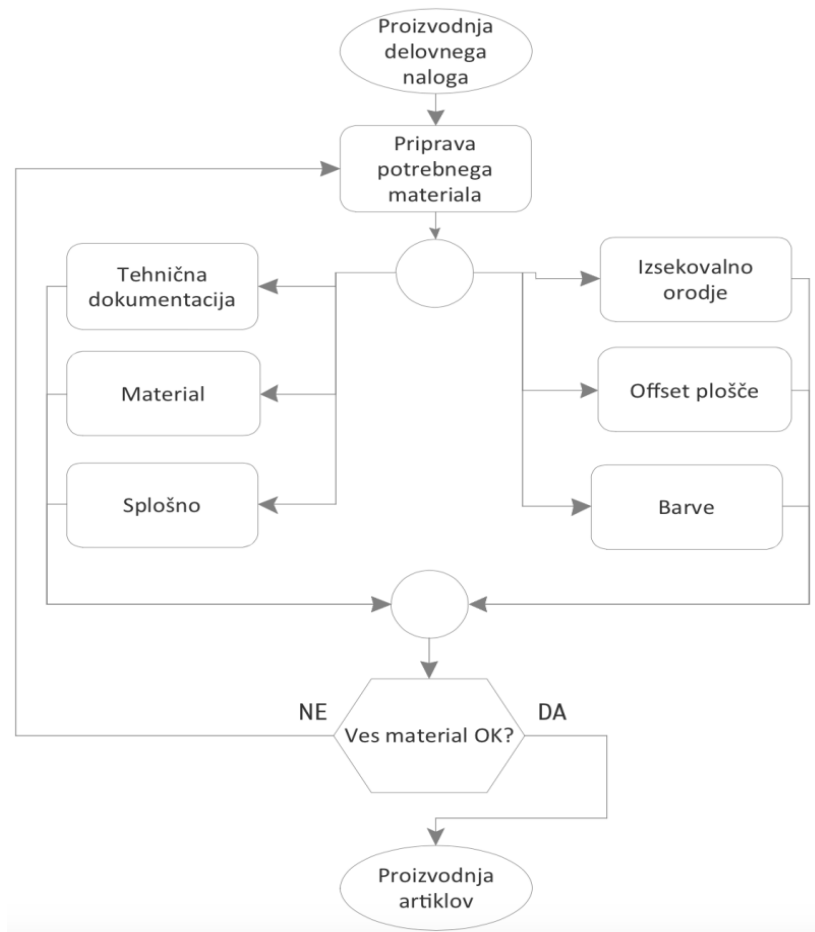 Proizvodnja
delovnega
naloga
Priprava
potrebnega
materiala
Tehnična
dokumentacija
Izsekovalno
orodje
Material
Offset plošče
Splošno
Barve
NE
DA
Ves material OK?
Proizvodnja
artiklov